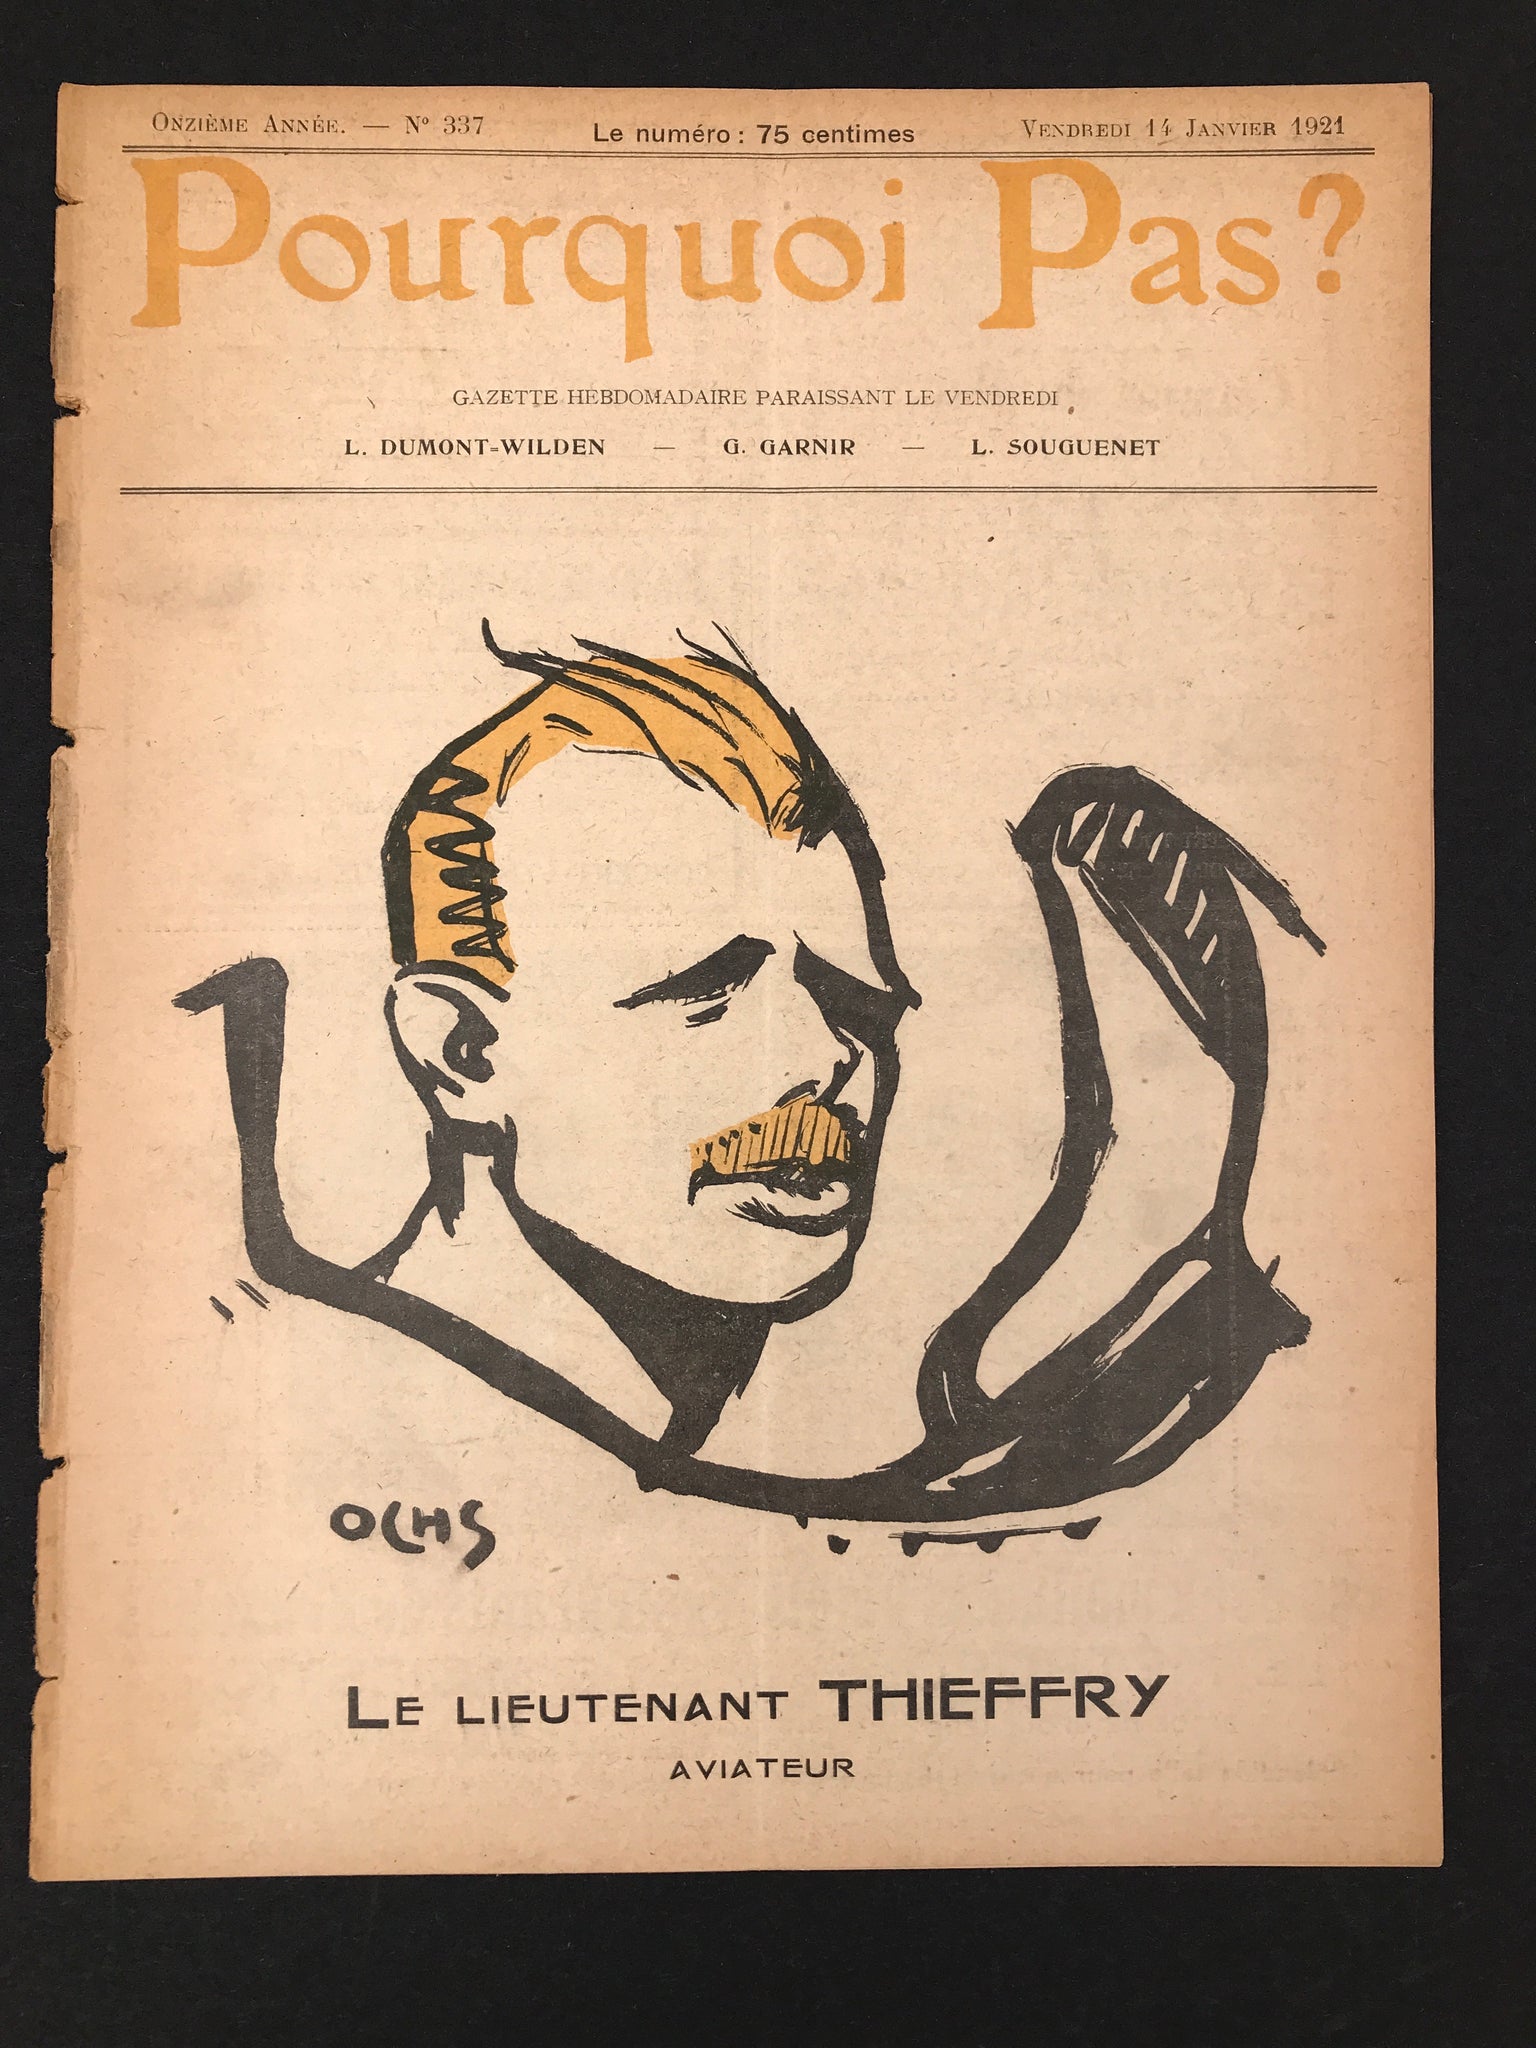 ONZIÈME ANNÉE. — N° 337
Le numéro : 75 centimes
VENDREDI 14 JANVIER 1921
Pourquoi Pas?
GAZETTE HEBDOMADAIRE PARAISSANT LE VENDREDI
L. DUMONT-WILDEN — G. GARNIR — L. SOUGUENET
OCHS
LE LIEUTENANT THIEFFRY
AVIATEUR